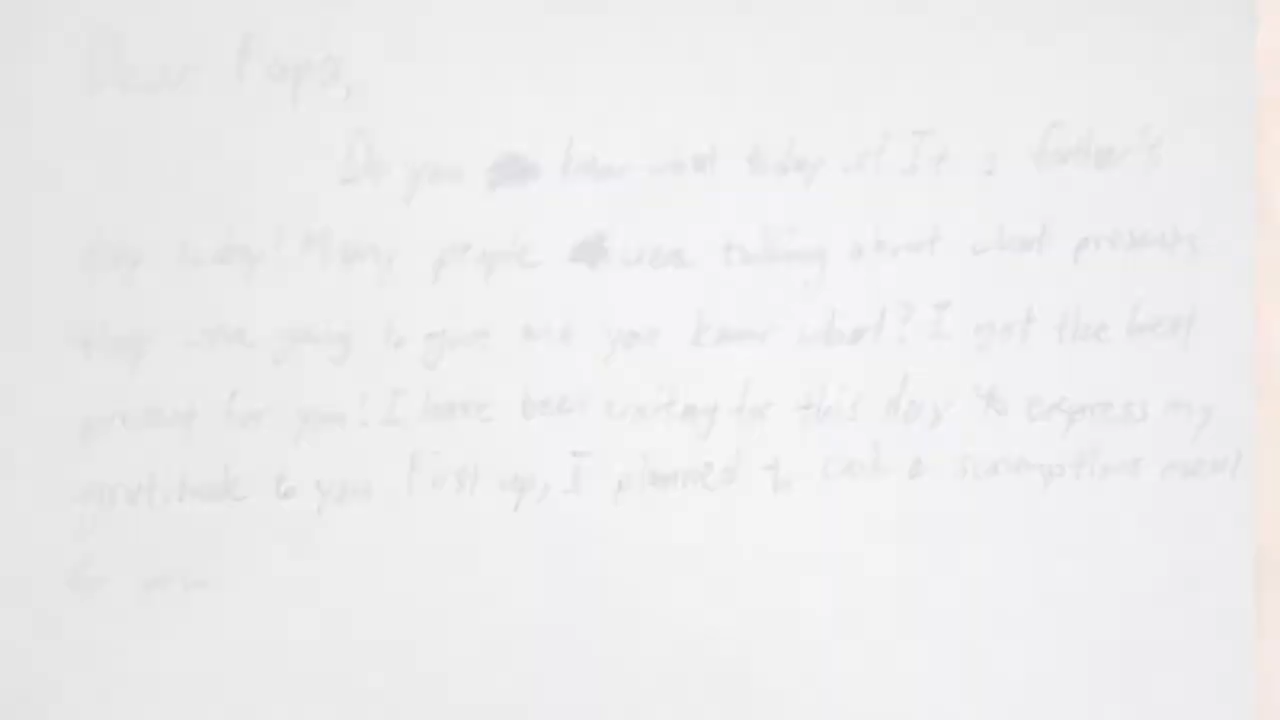 Dear Pops,
Do you know what today is? It's father's
day today! Many people were talking about what presents
they were going to give and you know what? I got the best
present for you! I have been waiting for this day to express my
gratitude to you. First up, I planned to cook a scrumptious meal
for you